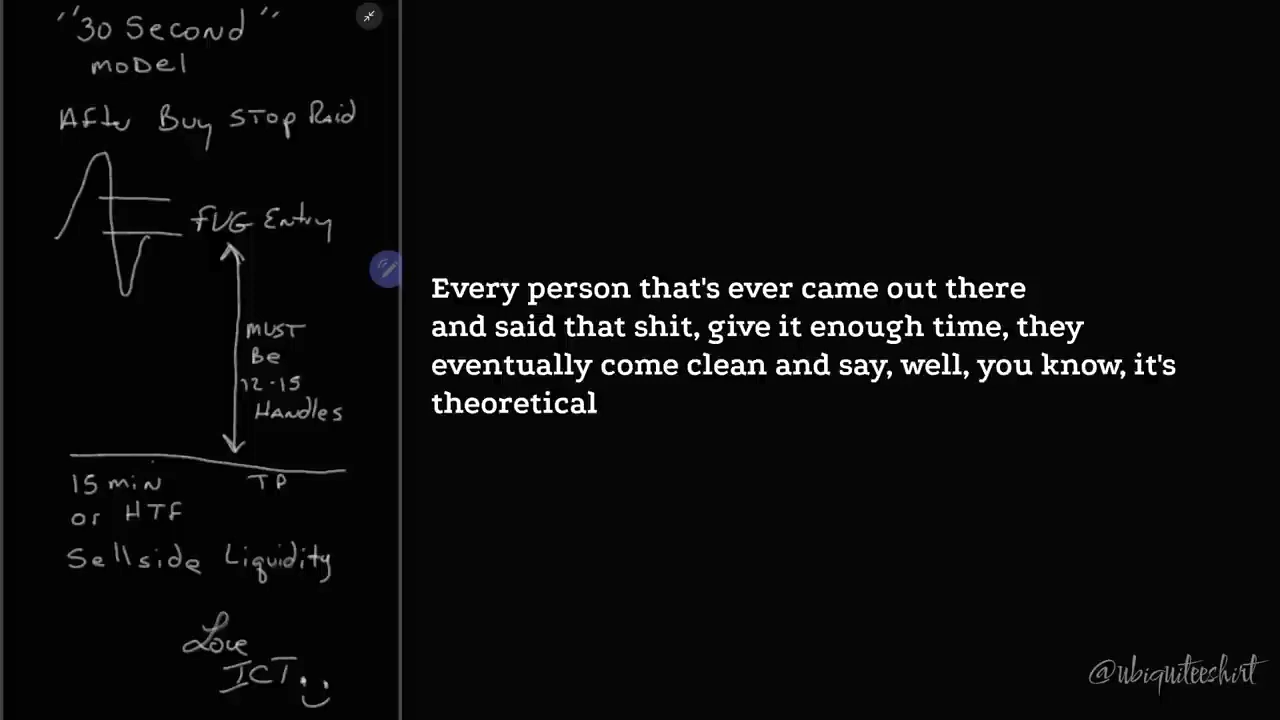 "30 Second"
MODEL
After Buy STOP Raid
FVG Entry
MUST
Be
12-15
HANdles
15 min
TP
or HTF
Sellside Liquidity
Love
ICT
Every person that's ever came out there
and said that shit, give it enough time, they
eventually come clean and say, well, you know, it's
theoretical
@ubiquiteeshirt